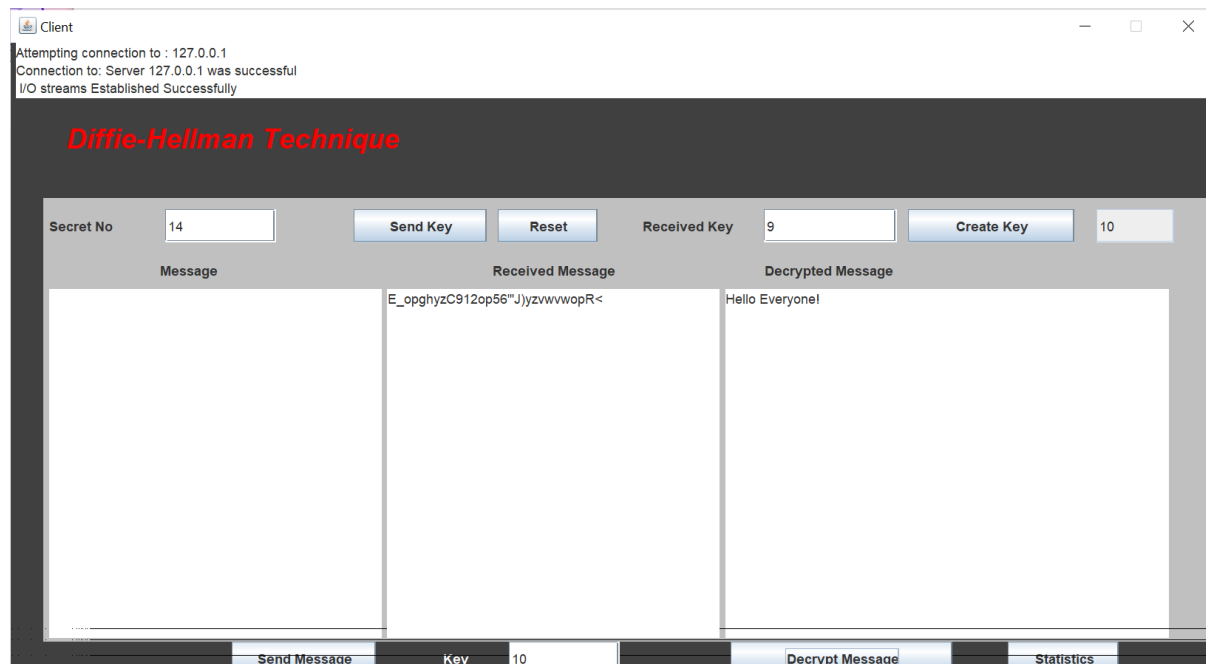 Client
Attempting connection to : 127.0.0.1
Connection to: Server 127.0.0.1 was successful
I/O streams Established Successfully
Diffie-Hellman Technique
Secret No 14 Send Key Reset Received Key 9 Create Key 10
Message Received Message Decrypted Message
E_opghyzC912op56'"J)yzvwvwopR< Hello Everyone!
Send Message Key 10 Decrypt Message Statistics